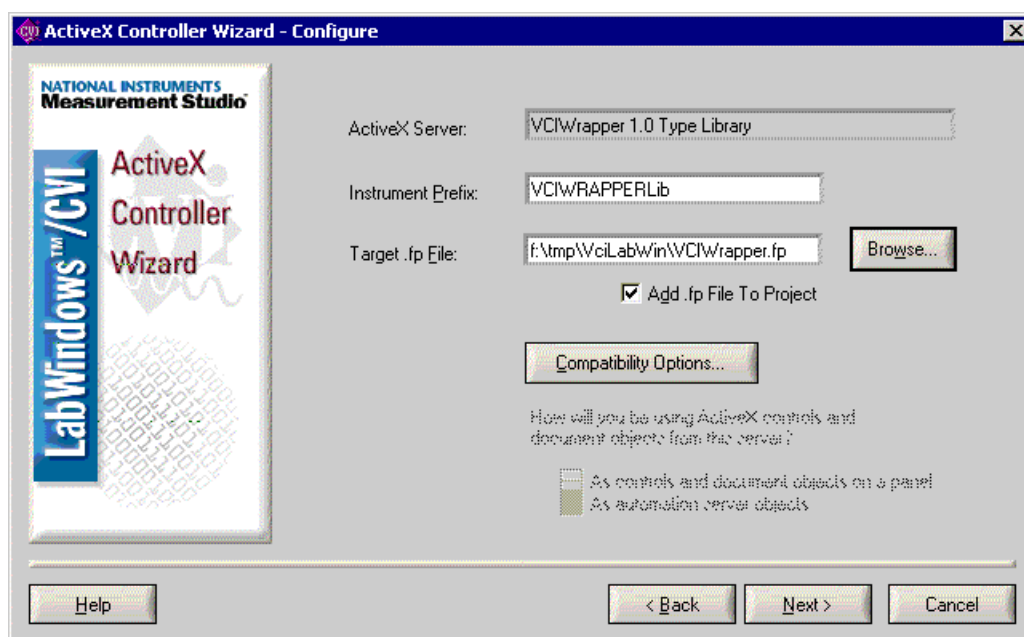 CVI ActiveX Controller Wizard - Configure
NATIONAL INSTRUMENTS
Measurement Studio
LabWindows™/CVI
ActiveX
Controller
Wizard
ActiveX Server: VCIWrapper 1.0 Type Library
Instrument Prefix: VCIWRAPPERLib
Target .fp File: f:\tmp\VciLabWin\VCIWrapper.fp Browse...
Add .fp File To Project
Compatibility Options...
How will you be using ActiveX controls and
document objects from this server?
As controls and document objects on a panel
As automation server objects
Help < Back Next > Cancel